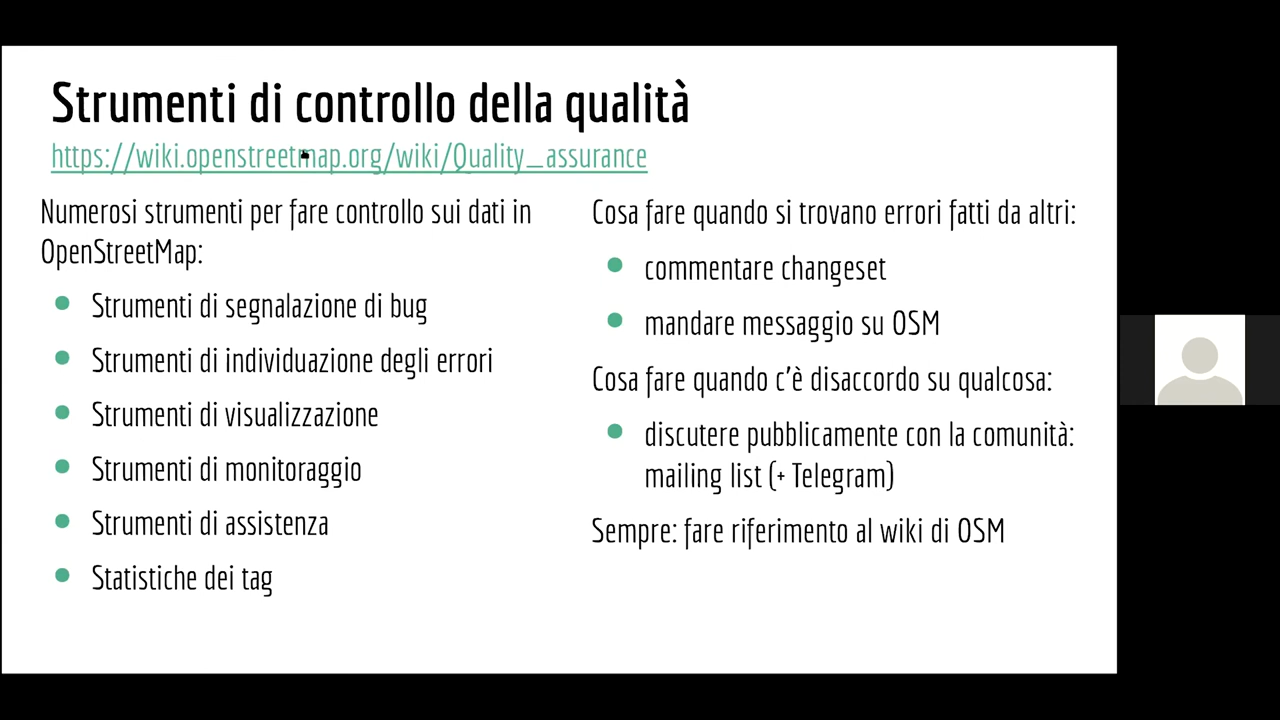 Strumenti di controllo della qualità
https://wiki.openstreetmap.org/wiki/Quality_assurance
Numerosi strumenti per fare controllo sui dati in
OpenStreetMap:
Strumenti di segnalazione di bug
Strumenti di individuazione degli errori
Strumenti di visualizzazione
Strumenti di monitoraggio
Strumenti di assistenza
Statistiche dei tag
Cosa fare quando si trovano errori fatti da altri:
commentare changeset
mandare messaggio su OSM
Cosa fare quando c'è disaccordo su qualcosa:
discutere pubblicamente con la comunità:
mailing list (+ Telegram)
Sempre: fare riferimento al wiki di OSM